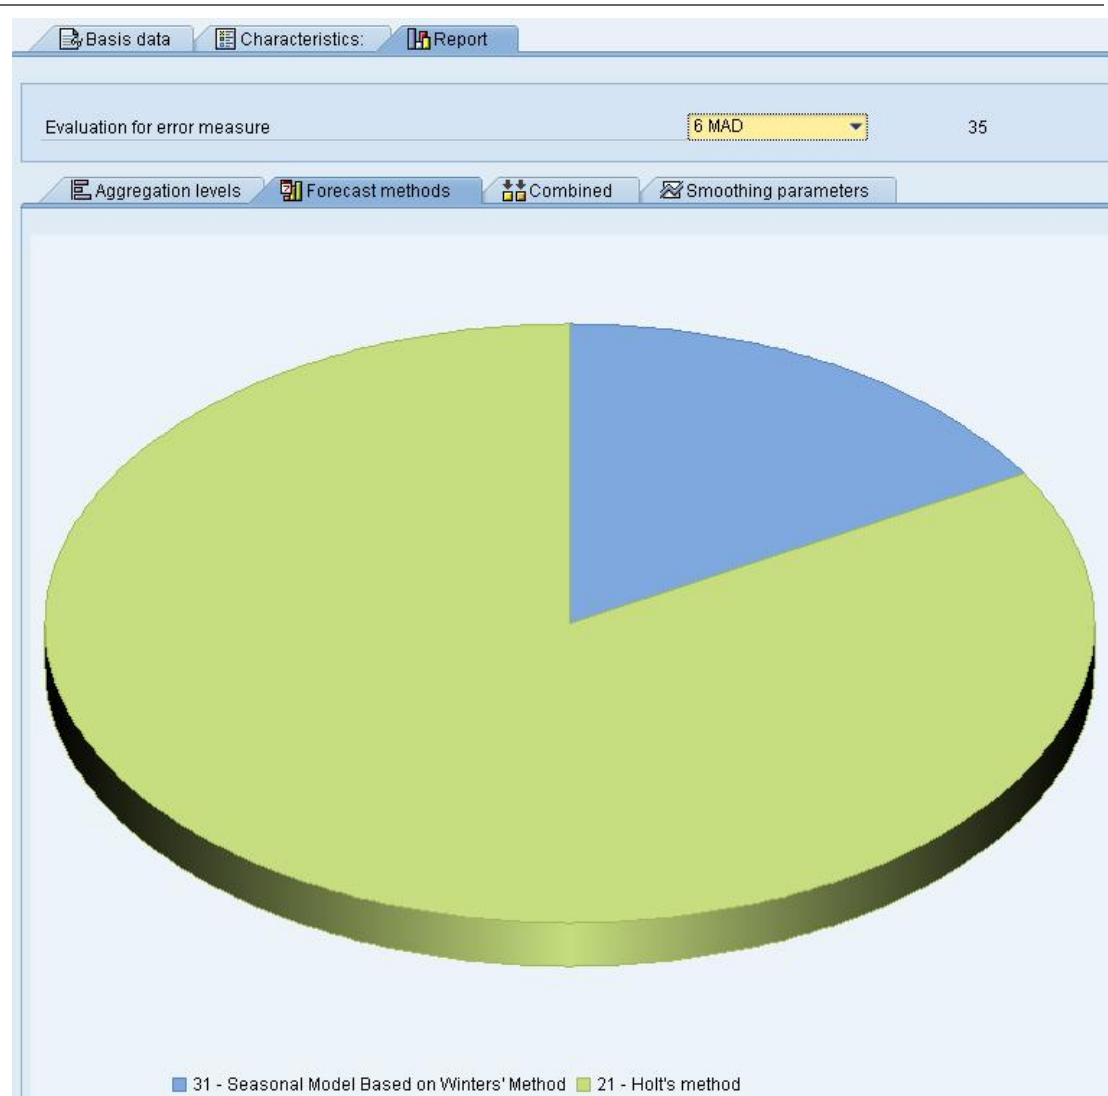 Basis data Characteristics: Report
Evaluation for error measure 6 MAD 35
Aggregation levels Forecast methods Combined Smoothing parameters
31 - Seasonal Model Based on Winters' Method 21 - Holt's method